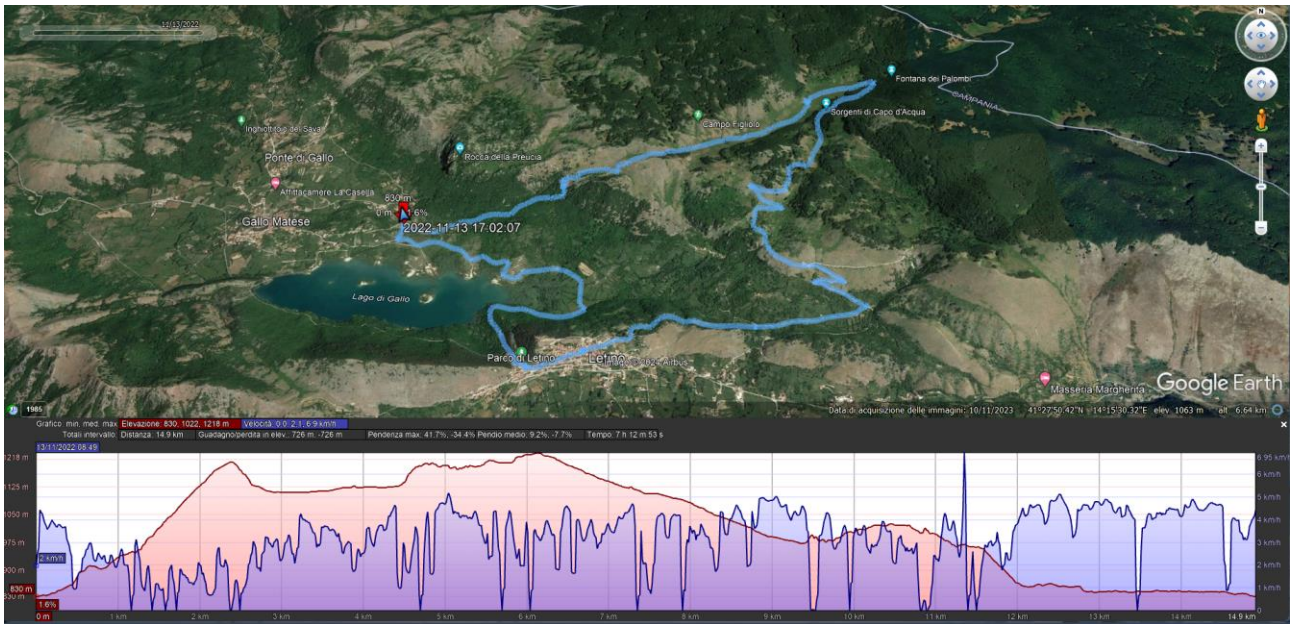 11/13/2022
N
Fontana dei Palombi
CAMPANIA
Sorgenti di Capo d'Acqua
Campo Figliolo
Inghiottitoio dei Savari
Ponte di Gallo
Rocca della Preucia
Affittacamere La Casella
830 m
0 m 1.6%
Gallo Matese
2022-11-13 17:02:07
Lago di Gallo
Parco di Letino
Letino
Airbus
Masseria Margherita
Google Earth
1985
Data di acquisizione delle immagini: 10/11/2023 41°27'50.42"N 14°15'30.32"E elev. 1063 m alt 6.64 km
Grafico: min, med, max Elevazione: 830, 1022, 1218 m Velocità: 0.0, 2.1, 6.9 km/h
Totali intervallo: Distanza: 14.9 km Guadagno/perdita in elev.: 726 m, -726 m Pendenza max: 41.7%, -34.4% Pendio medio: 9.2%, -7.7% Tempo: 7 h 12 m 53 s
13/11/2022 08:49
1218 m 6.95 km/h
6 km/h
1125 m
5 km/h
1050 m
4 km/h
975 m
3 km/h
2 km/h
900 m 2 km/h
830 m 1 km/h
1.6%
0 m 1 km 2 km 3 km 4 km 5 km 6 km 7 km 8 km 9 km 10 km 11 km 12 km 13 km 14 km 14.9 km